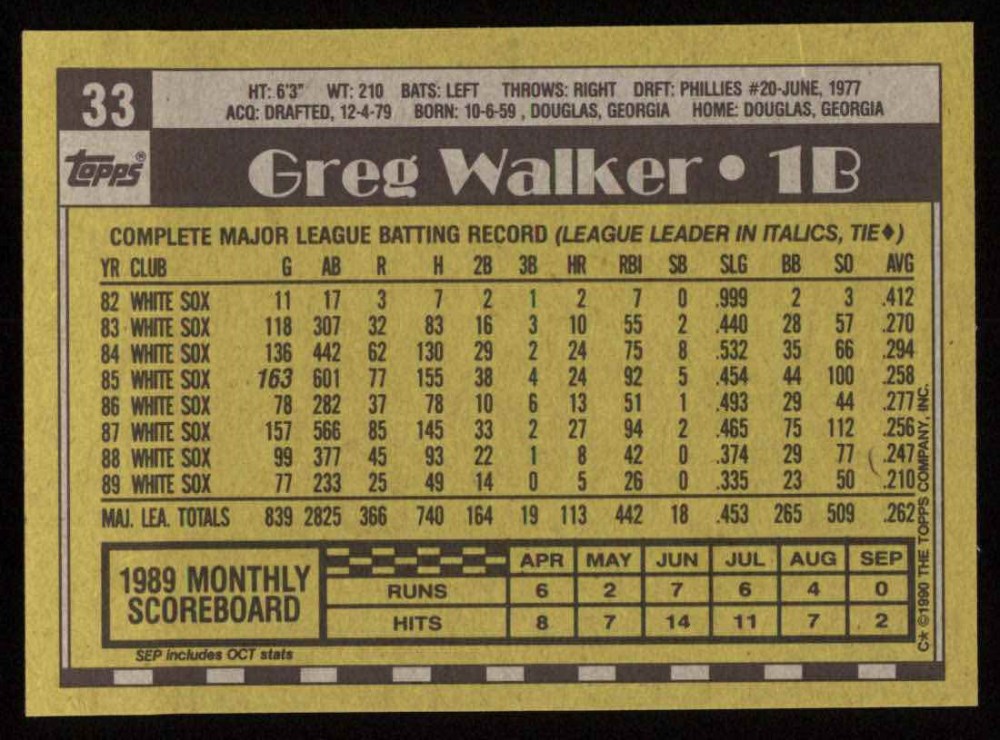 33
HT: 6'3" WT: 210 BATS: LEFT THROWS: RIGHT DRFT: PHILLIES #20-JUNE, 1977
ACQ: DRAFTED, 12-4-79 BORN: 10-6-59 , DOUGLAS, GEORGIA HOME: DOUGLAS, GEORGIA
topps®
Greg Walker • 1B
COMPLETE MAJOR LEAGUE BATTING RECORD (LEAGUE LEADER IN ITALICS, TIE♦)
YR CLUB G AB R H 2B 3B HR RBI SB SLG BB SO AVG
82 WHITE SOX 11 17 3 7 2 1 2 7 0 .999 2 3 .412
83 WHITE SOX 118 307 32 83 16 3 10 55 2 .440 28 57 .270
84 WHITE SOX 136 442 62 130 29 2 24 75 8 .532 35 66 .294
85 WHITE SOX 163 601 77 155 38 4 24 92 5 .454 44 100 .258
86 WHITE SOX 78 282 37 78 10 6 13 51 1 .493 29 44 .277
87 WHITE SOX 157 566 85 145 33 2 27 94 2 .465 75 112 .256
88 WHITE SOX 99 377 45 93 22 1 8 42 0 .374 29 77 .247
89 WHITE SOX 77 233 25 49 14 0 5 26 0 .335 23 50 .210
MAJ. LEA. TOTALS 839 2825 366 740 164 19 113 442 18 .453 265 509 .262
1989 MONTHLY
SCOREBOARD
APR MAY JUN JUL AUG SEP
RUNS 6 2 7 6 4 0
HITS 8 7 14 11 7 2
SEP includes OCT stats
C* ©1990 THE TOPPS COMPANY, INC.